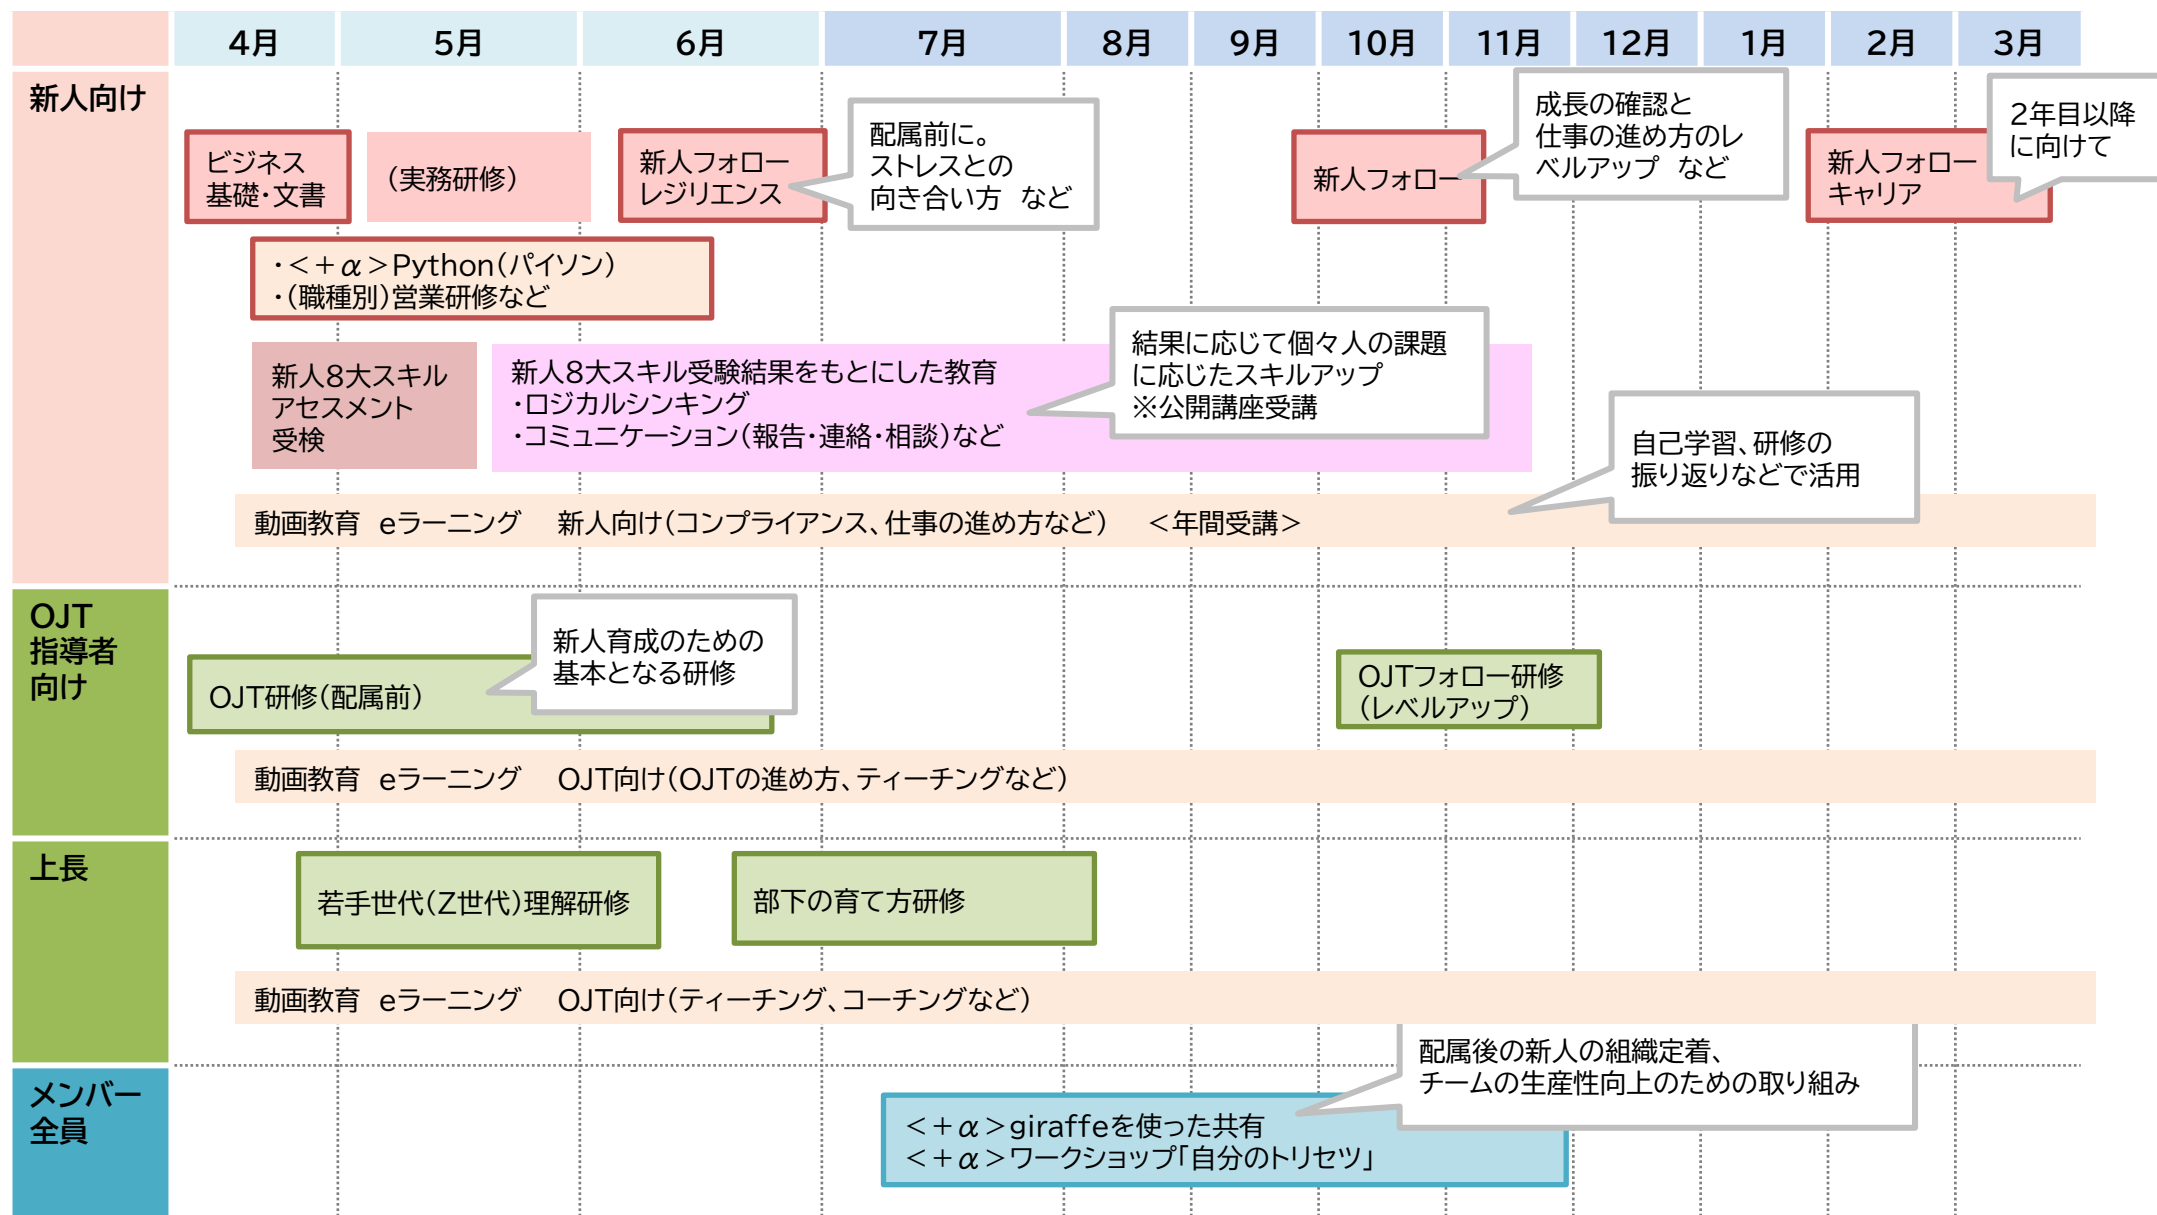 4月 5月 6月 7月 8月 9月 10月 11月 12月 1月 2月 3月
新人向け
ビジネス
基礎・文書
(実務研修)
新人フォロー
レジリエンス
配属前に。
ストレスとの
向き合い方 など
新人フォロー
成長の確認と
仕事の進め方のレ
ベルアップ など
新人フォロー
キャリア
2年目以降
に向けて
・<+α>Python(パイソン)
・(職種別)営業研修など
新人8大スキル
アセスメント
受検
新人8大スキル受験結果をもとにした教育
・ロジカルシンキング
・コミュニケーション(報告・連絡・相談)など
結果に応じて個々人の課題
に応じたスキルアップ
※公開講座受講
自己学習、研修の
振り返りなどで活用
動画教育 eラーニング 新人向け(コンプライアンス、仕事の進め方など) <年間受講>
OJT
指導者
向け
OJT研修(配属前)
新人育成のための
基本となる研修
OJTフォロー研修
(レベルアップ)
動画教育 eラーニング OJT向け(OJTの進め方、ティーチングなど)
上長
若手世代(Z世代)理解研修
部下の育て方研修
動画教育 eラーニング OJT向け(ティーチング、コーチングなど)
メンバー
全員
配属後の新人の組織定着、
チームの生産性向上のための取り組み
<+α>giraffeを使った共有
<+α>ワークショップ「自分のトリセツ」